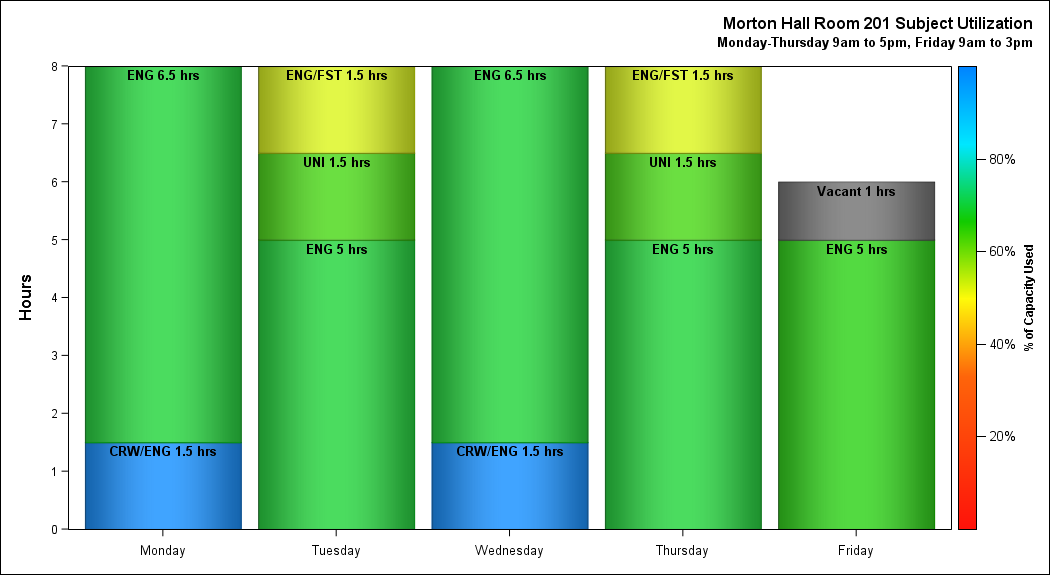 Morton Hall Room 201 Subject Utilization
Monday-Thursday 9am to 5pm, Friday 9am to 3pm
Hours
8
7
6
5
4
3
2
1
0
ENG 6.5 hrs
CRW/ENG 1.5 hrs
ENG/FST 1.5 hrs
UNI 1.5 hrs
ENG 5 hrs
ENG 6.5 hrs
CRW/ENG 1.5 hrs
ENG/FST 1.5 hrs
UNI 1.5 hrs
ENG 5 hrs
Vacant 1 hrs
ENG 5 hrs
Monday
Tuesday
Wednesday
Thursday
Friday
80%
60%
40%
20%
% of Capacity Used